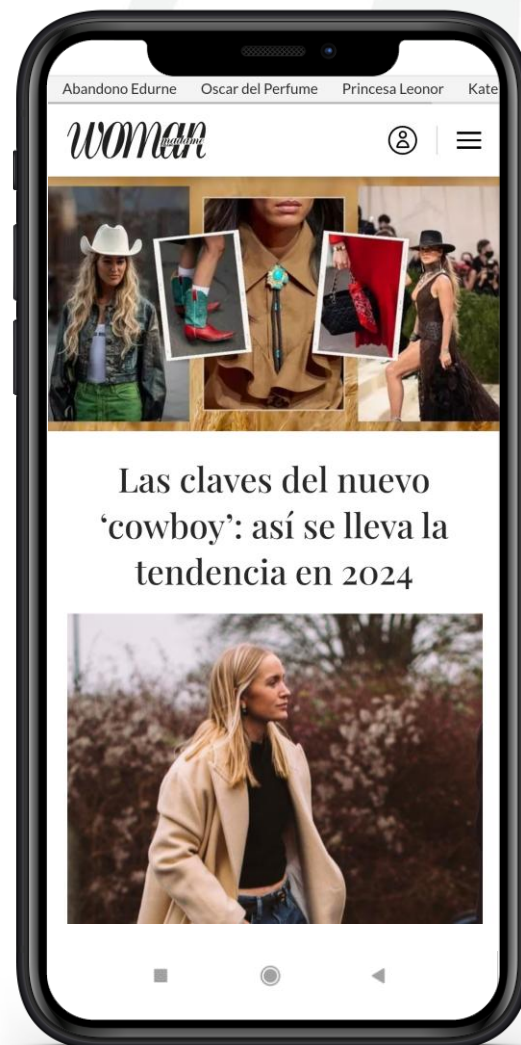 Abandono Edurne Oscar del Perfume Princesa Leonor Kate
woman
madame
Las claves del nuevo
‘cowboy’: así se lleva la
tendencia en 2024